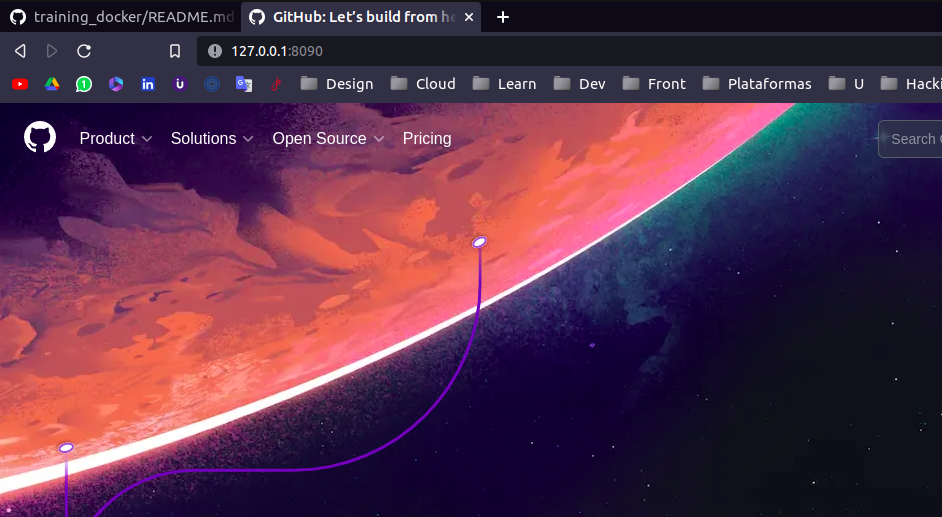 training_docker/README.md
GitHub: Let's build from he
127.0.0.1:8090
1 Design Cloud Learn Dev Front Plataformas U Hacki
Product Solutions Open Source Pricing Search